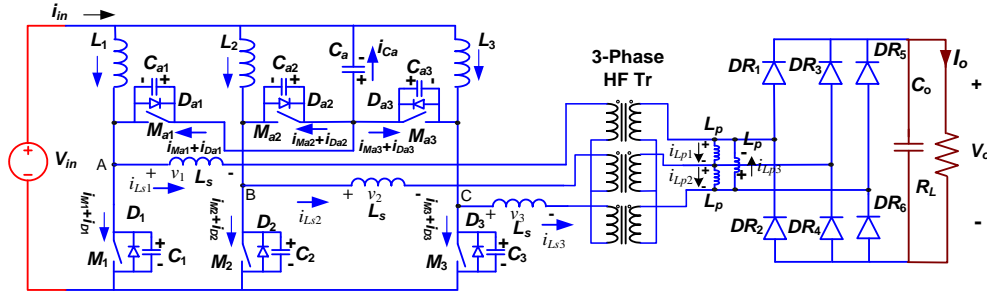 i_in
L_1
L_2
C_a
i_Ca
L_3
C_a1
C_a2
C_a3
D_a1
D_a2
D_a3
M_a1
M_a2
M_a3
i_Ma1+i_Da1
i_Ma2+i_Da2
i_Ma3+i_Da3
3-Phase
HF Tr
DR_1
DR_3
DR_5
C_o
I_o
V_in
A
+ v_1 -
L_s
i_Ls1
B
+ v_2 -
L_s
i_Ls2
C
+ v_3 -
L_s
i_Ls3
L_p
L_p
L_p
i_Lp1
i_Lp2
i_Lp3
V_o
R_L
i_M1+i_D1
i_M2+i_D2
i_M3+i_D3
D_1
D_2
D_3
M_1
C_1
M_2
C_2
M_3
C_3
DR_2
DR_4
DR_6